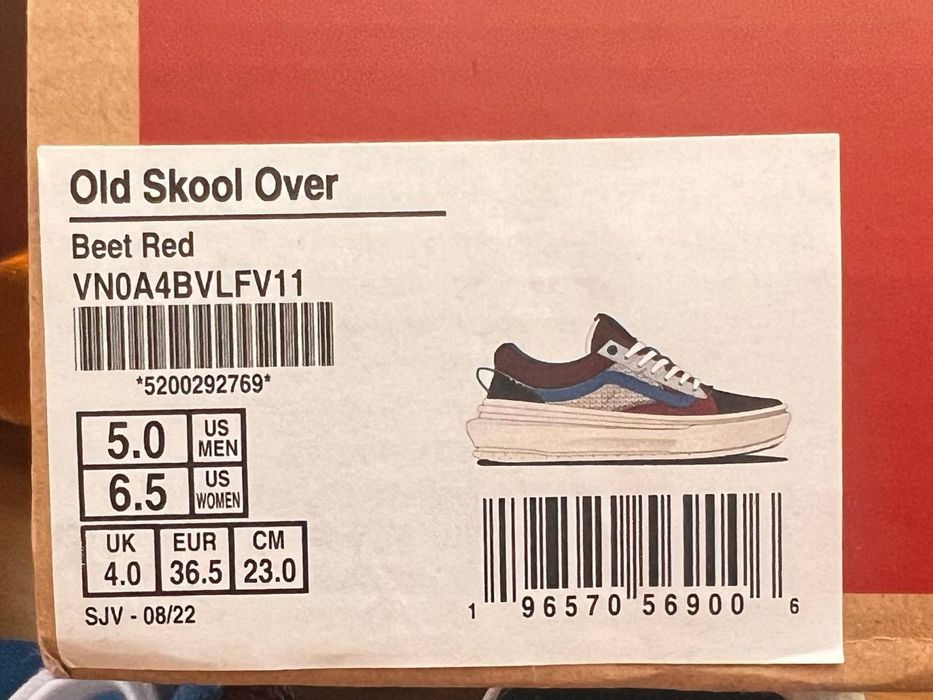 Old Skool Over
Beet Red
VN0A4BVLFV11
*5200292769*
5.0 US MEN
6.5 US WOMEN
UK EUR CM
4.0 36.5 23.0
SJV - 08/22
1 96570 56900 6